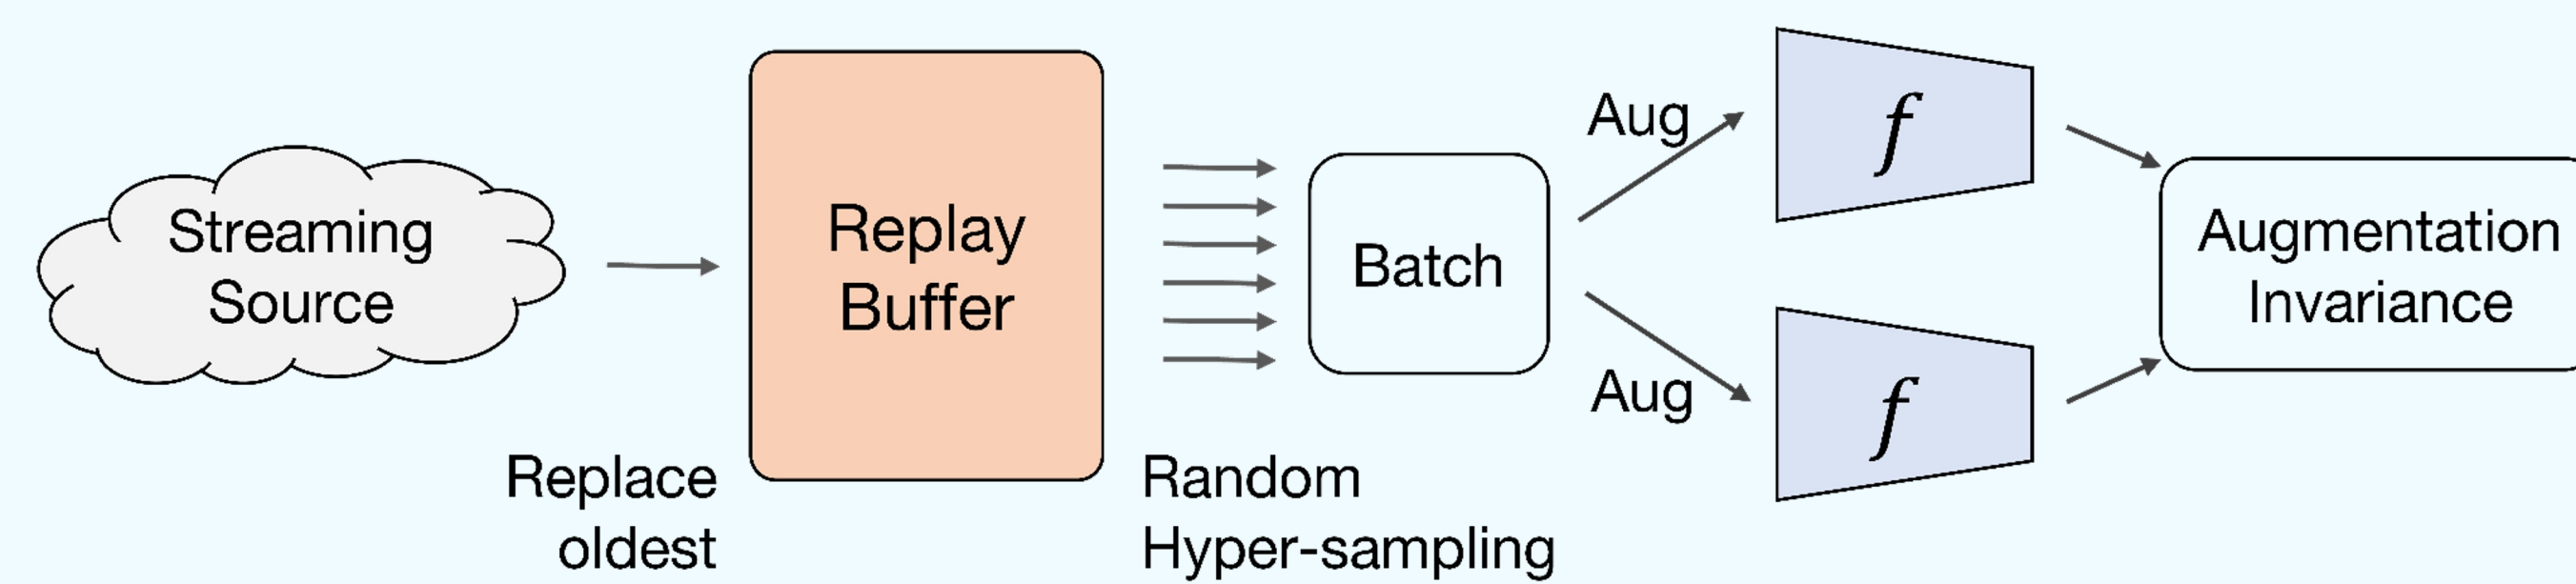 Streaming
Source
Replace
oldest
Replay
Buffer
Random
Hyper-sampling
Batch
Aug
Aug
f
f
Augmentation
Invariance